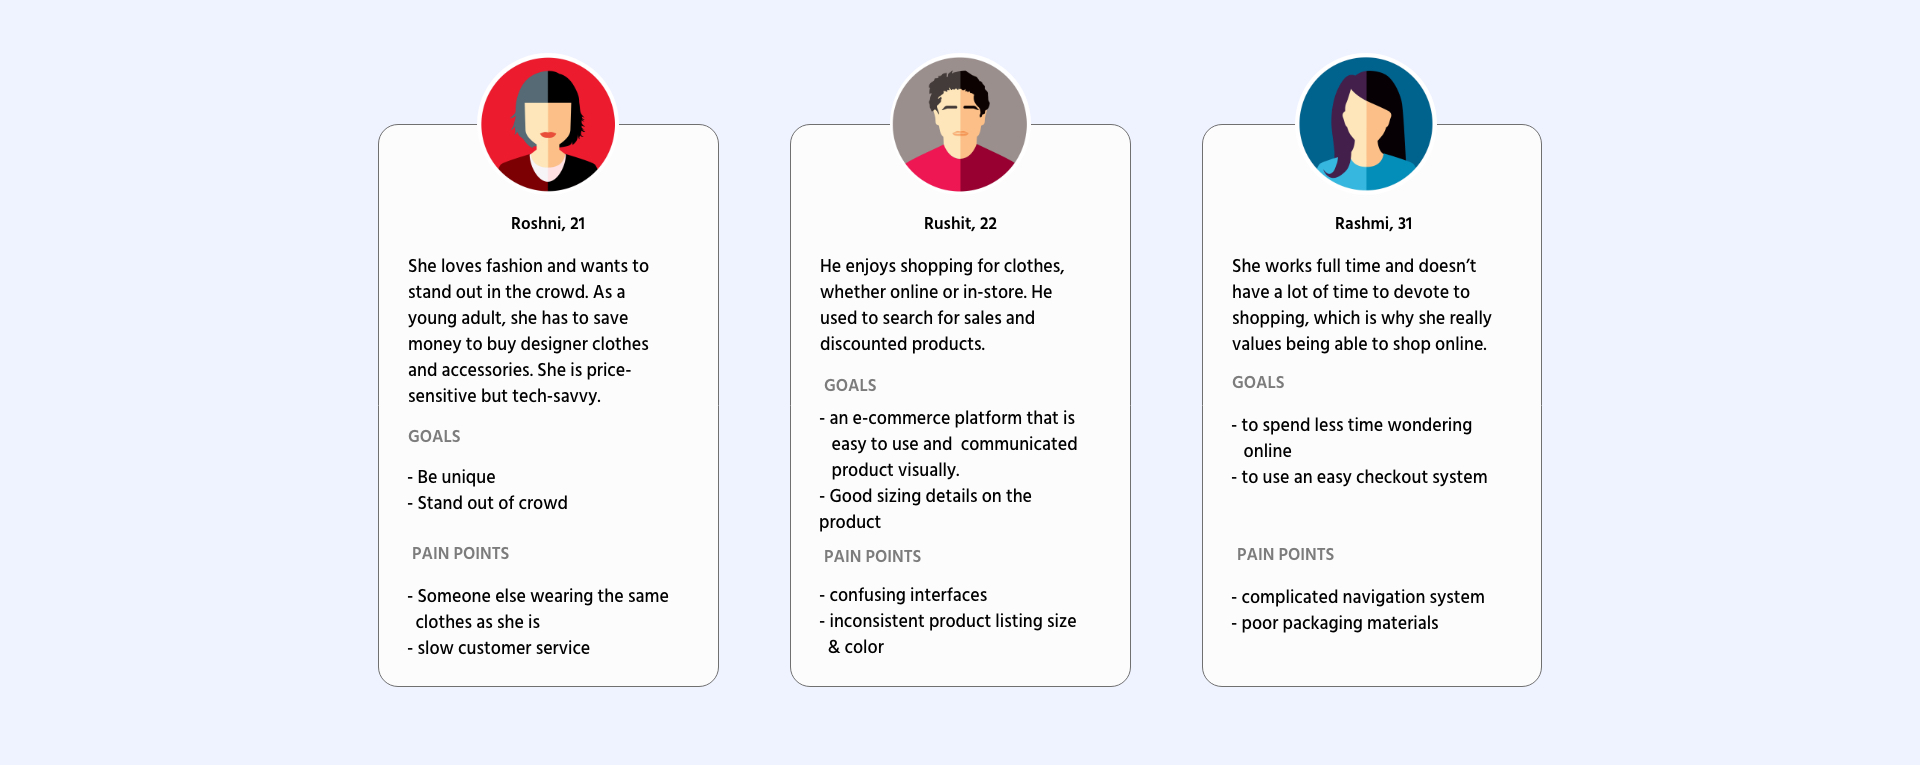 Roshni, 21
She loves fashion and wants to
stand out in the crowd. As a
young adult, she has to save
money to buy designer clothes
and accessories. She is price-
sensitive but tech-savvy.
GOALS
- Be unique
- Stand out of crowd
PAIN POINTS
- Someone else wearing the same
clothes as she is
- slow customer service
Rushit, 22
He enjoys shopping for clothes,
whether online or in-store. He
used to search for sales and
discounted products.
GOALS
- an e-commerce platform that is
easy to use and  communicated
product visually.
- Good sizing details on the
product
PAIN POINTS
- confusing interfaces
- inconsistent product listing size
& color
Rashmi, 31
She works full time and doesn’t
have a lot of time to devote to
shopping, which is why she really
values being able to shop online.
GOALS
- to spend less time wondering
online
- to use an easy checkout system
PAIN POINTS
- complicated navigation system
- poor packaging materials